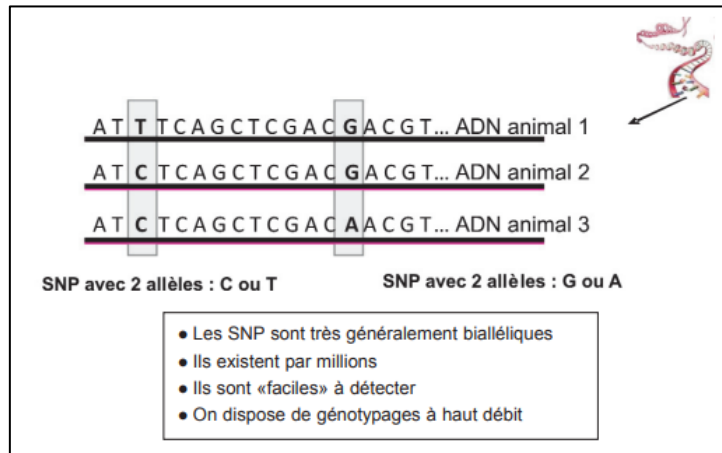 A T T T C A G C T C G A C G A C G T... ADN animal 1
A T C T C A G C T C G A C G A C G T... ADN animal 2
A T C T C A G C T C G A C A A C G T... ADN animal 3
SNP avec 2 allèles : C ou T
SNP avec 2 allèles : G ou A
● Les SNP sont très généralement bialléliques
● Ils existent par millions
● Ils sont «faciles» à détecter
● On dispose de génotypages à haut débit